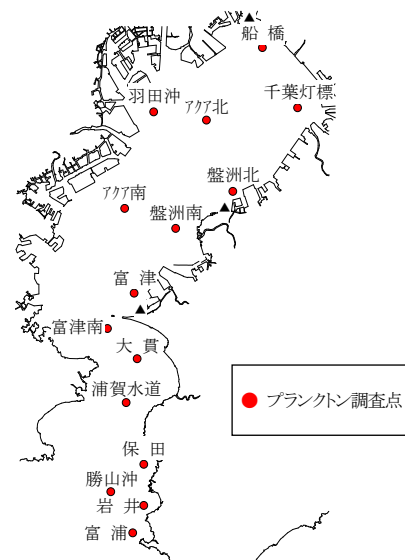 船 橋
千葉灯標
羽田沖
アクア北
盤洲北
アクア南
盤洲南
富 津
富津南
大 貫
浦賀水道
プランクトン調査点
保 田
勝山沖
岩 井
富 浦